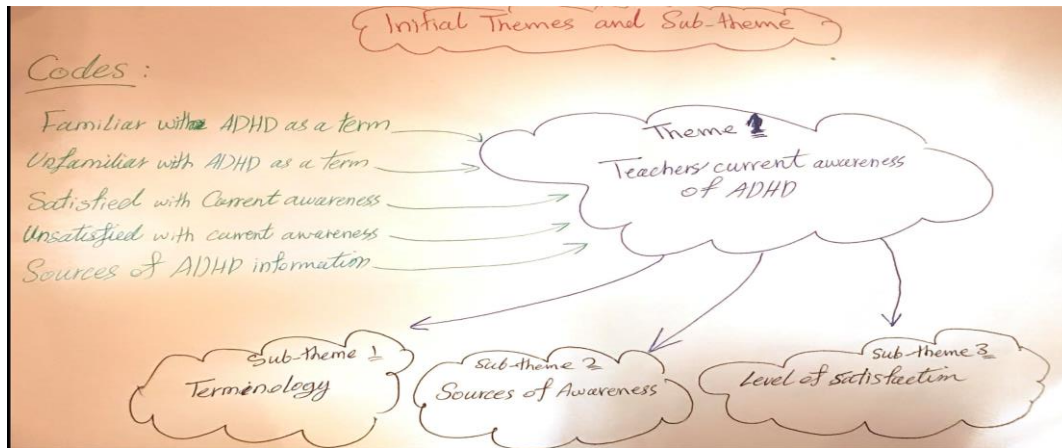 Initial Themes and Sub-theme
Codes :
Familiar with ADHD as a term
Unfamiliar with ADHD as a term
Satisfied with Current awareness
Unsatisfied with current awareness
Sources of ADHD information
Theme 1
Teachers' current awareness
of ADHD
Sub-theme 1
Terminology
Sub-theme 2
Sources of Awareness
Sub-theme 3
Level of Satisfaction